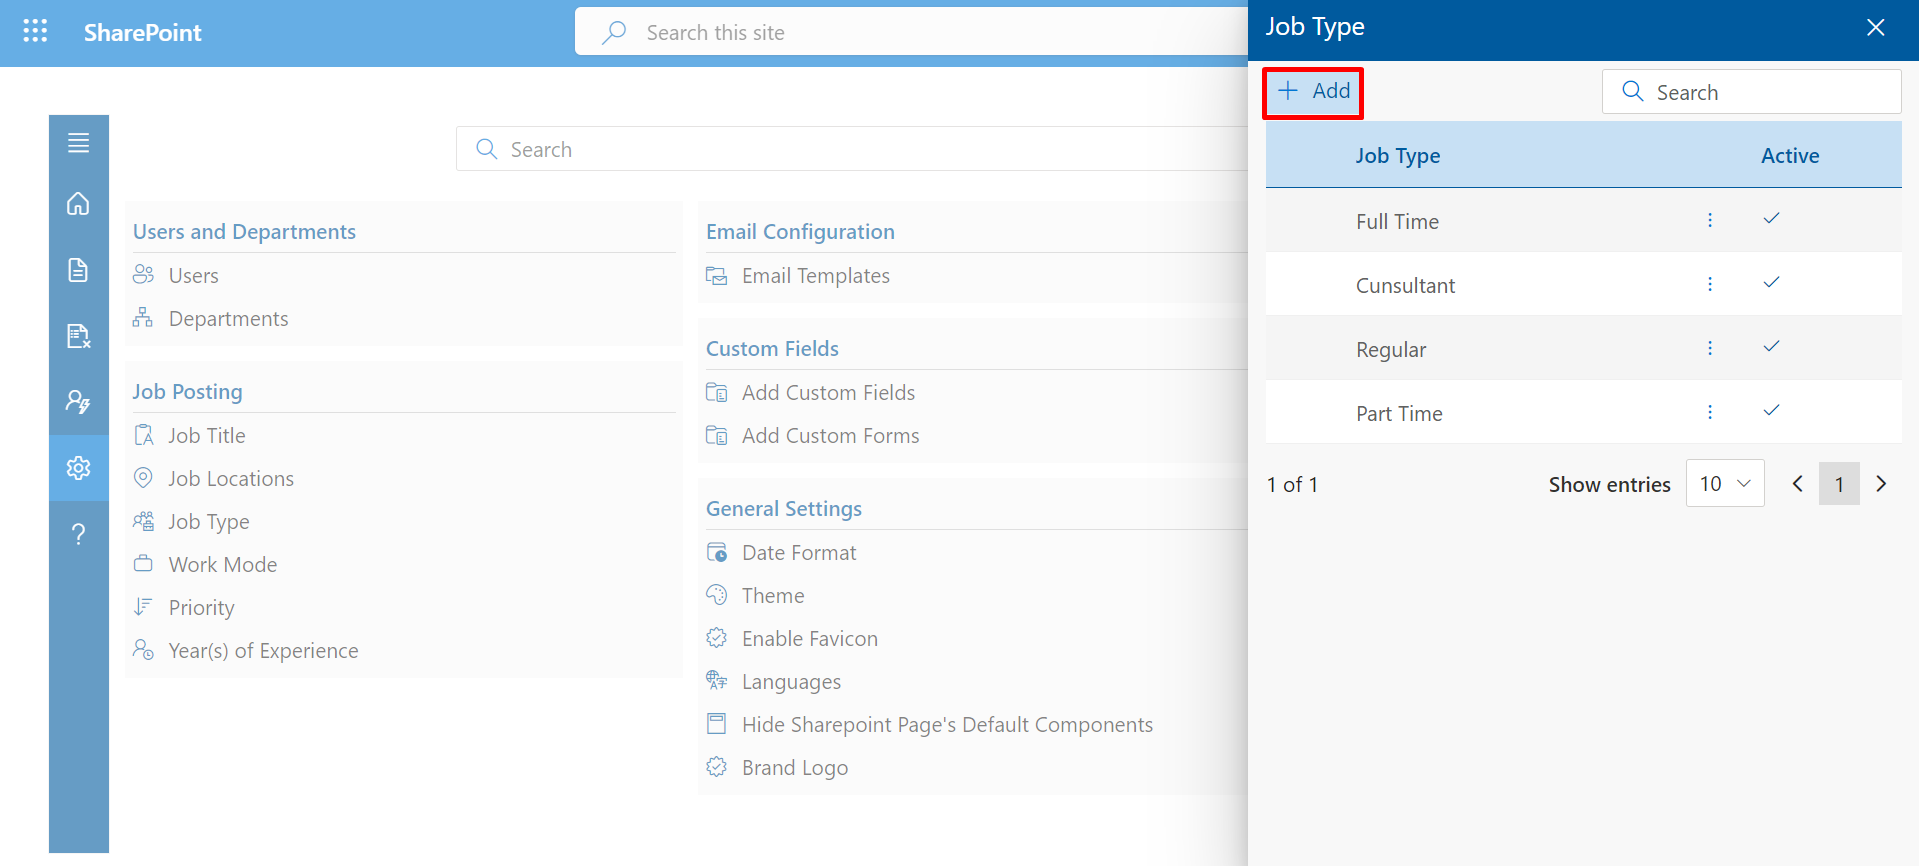 SharePoint
Search this site
Search
Users and Departments
Users
Departments
Job Posting
Job Title
Job Locations
Job Type
Work Mode
Priority
Year(s) of Experience
Email Configuration
Email Templates
Custom Fields
Add Custom Fields
Add Custom Forms
General Settings
Date Format
Theme
Enable Favicon
Languages
Hide Sharepoint Page's Default Components
Brand Logo
Job Type
Add
Search
Job Type Active
Full Time
Cunsultant
Regular
Part Time
1 of 1 Show entries 10 1